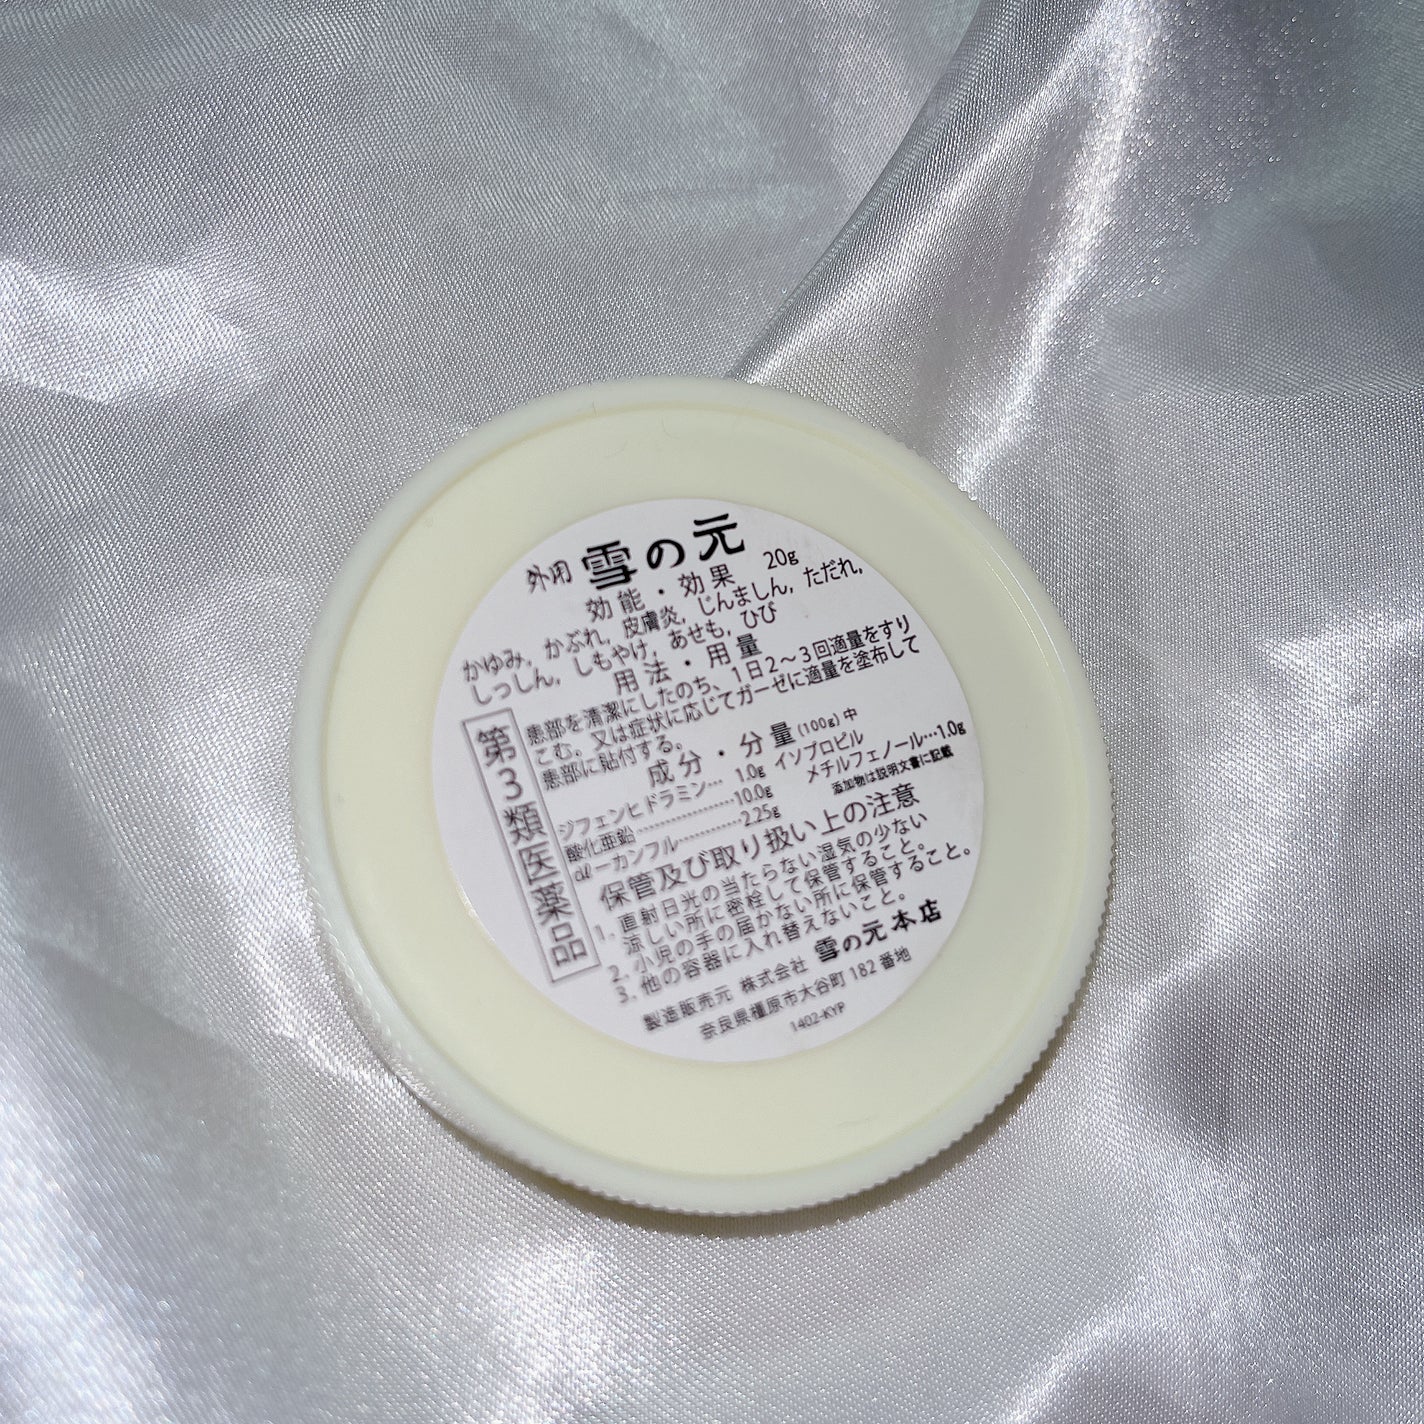 外用 雪の元 20g
効能・効果
かゆみ, かぶれ, 皮膚炎, じんましん, ただれ,
しっしん, しもやけ, あせも, ひび
用法・用量
患部を清潔にしたのち、1日2～3回適量をすり
こむ。又は症状に応じてガーゼに適量を塗布して
患部に貼付する。
成分・分量(100g)中
ジフェンヒドラミン… 1.0g
酸化亜鉛…………10.0g
dℓーカンフル…………2.25g
イソプロピル
メチルフェノール…1.0g
添加物は説明文書に記載
第3類医薬品
保管及び取り扱い上の注意
1. 直射日光の当たらない湿気の少ない
涼しい所に密栓して保管すること。
2. 小児の手の届かない所に保管すること。
3. 他の容器に入れ替えないこと。
製造販売元 株式会社 雪の元本店
奈良県橿原市大谷町182番地
1402-KYP